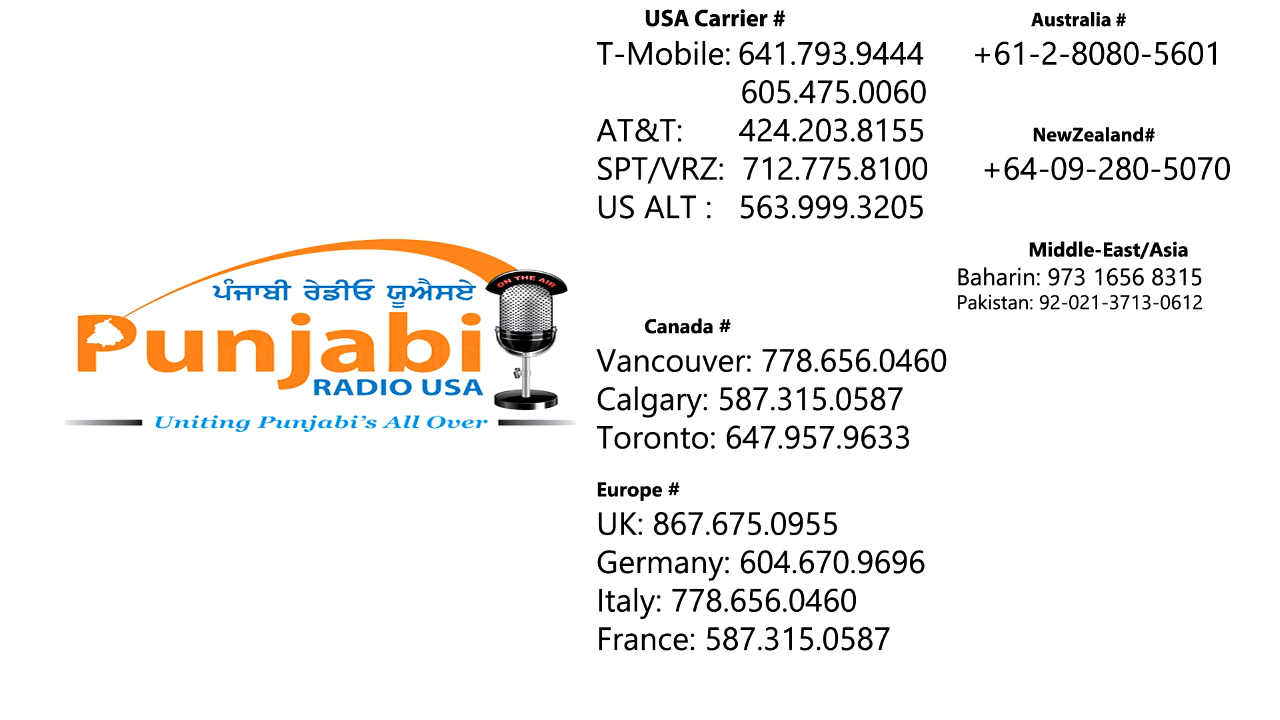 ON THE AIR
ਪੰਜਾਬੀ ਰੇਡੀਓ ਯੂਐਸਏ
Punjabi
RADIO USA
Uniting Punjabi's All Over
USA Carrier #
T-Mobile: 641.793.9444
605.475.0060
AT&T: 424.203.8155
SPT/VRZ: 712.775.8100
US ALT : 563.999.3205
Canada #
Vancouver: 778.656.0460
Calgary: 587.315.0587
Toronto: 647.957.9633
Europe #
UK: 867.675.0955
Germany: 604.670.9696
Italy: 778.656.0460
France: 587.315.0587
Australia #
+61-2-8080-5601
NewZealand#
+64-09-280-5070
Middle-East/Asia
Baharin: 973 1656 8315
Pakistan: 92-021-3713-0612